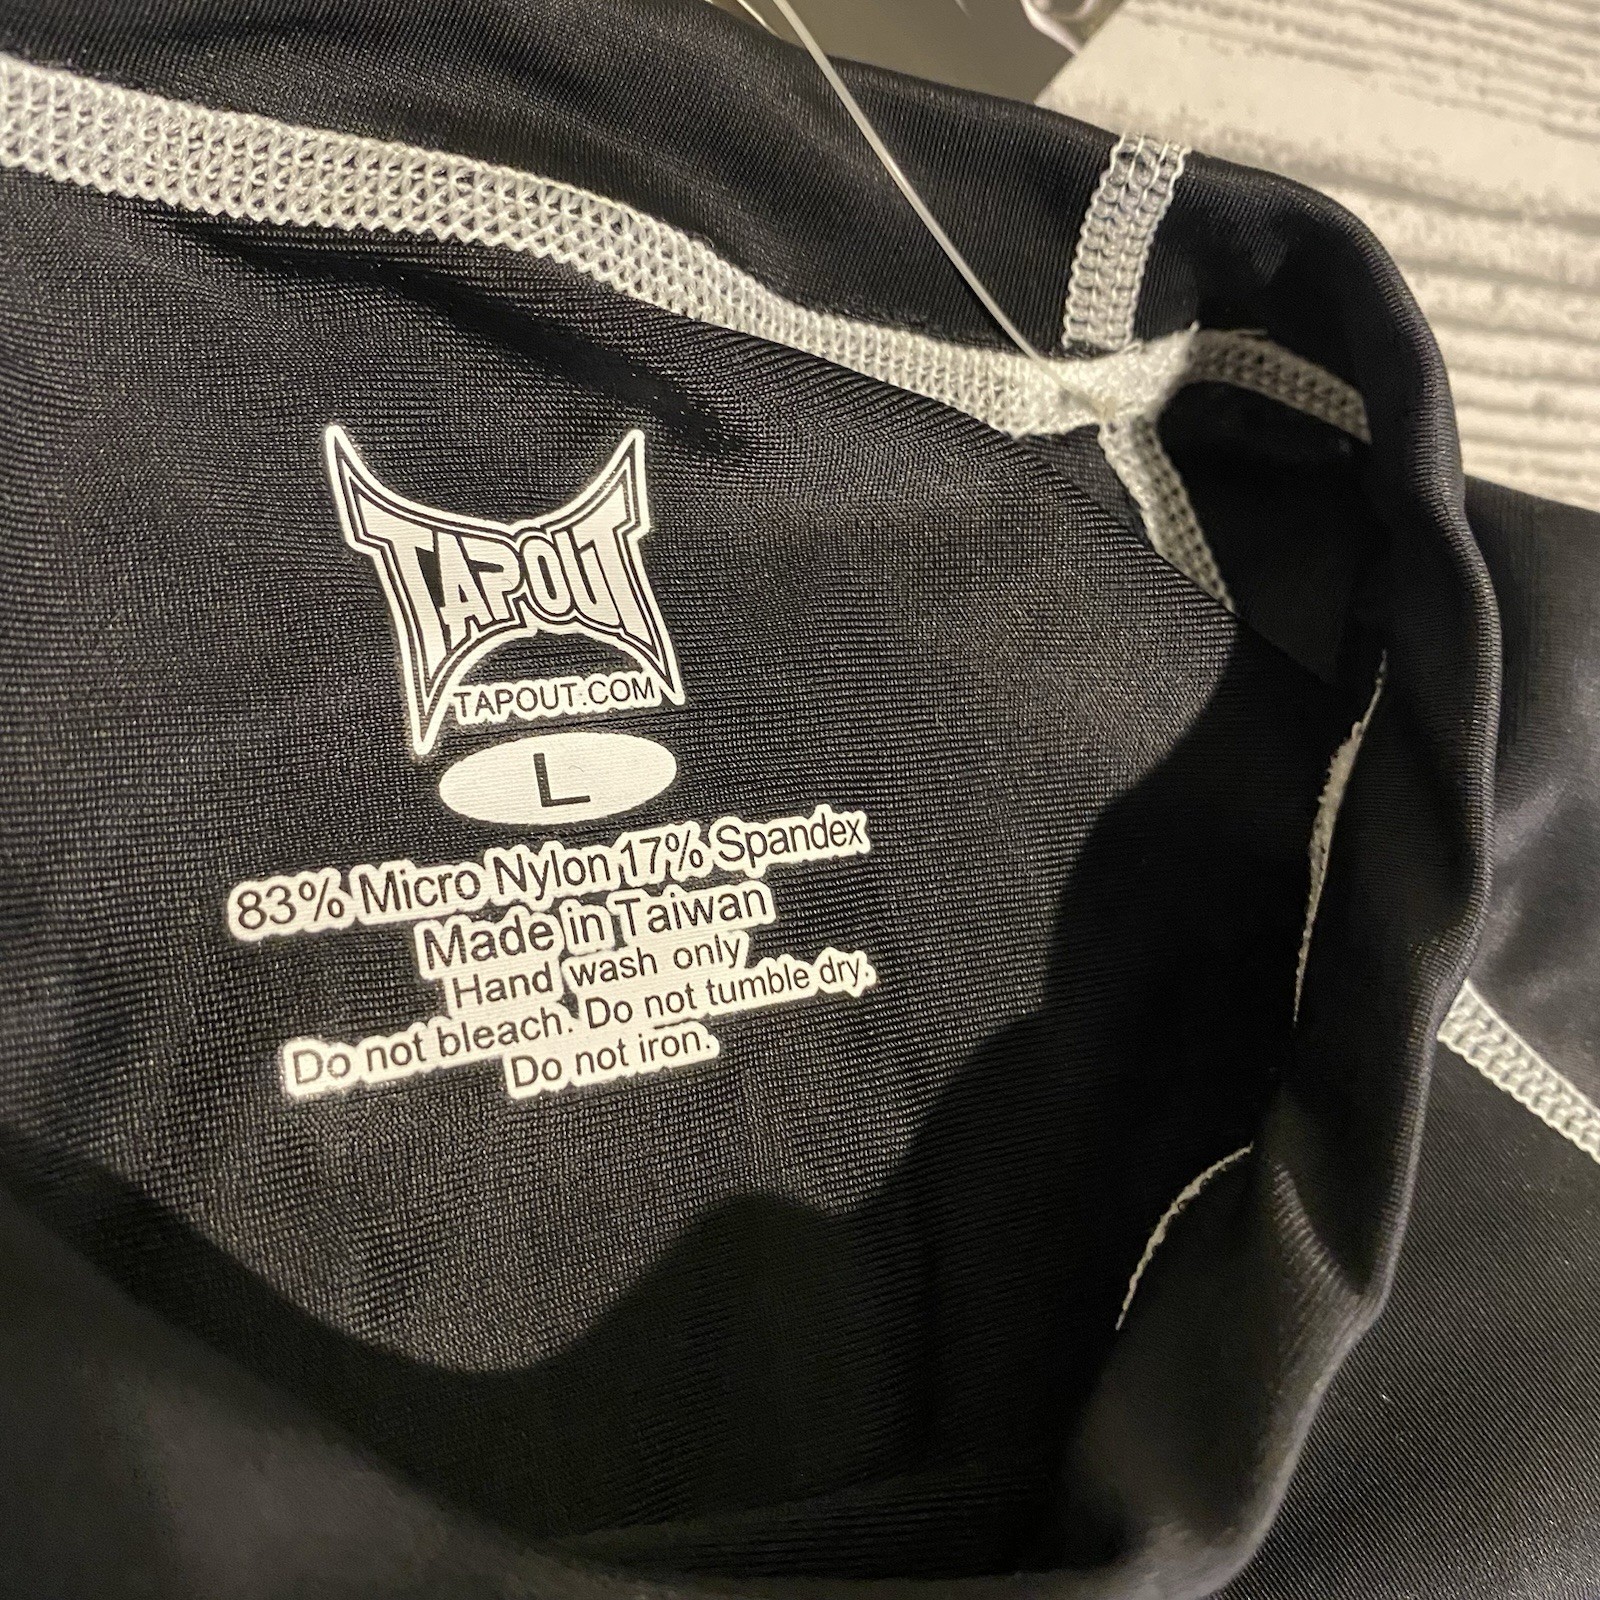 TAPOUT
TAPOUT.COM
L
83% Micro Nylon 17% Spandex
Made in Taiwan
Hand wash only
Do not bleach. Do not tumble dry.
Do not iron.